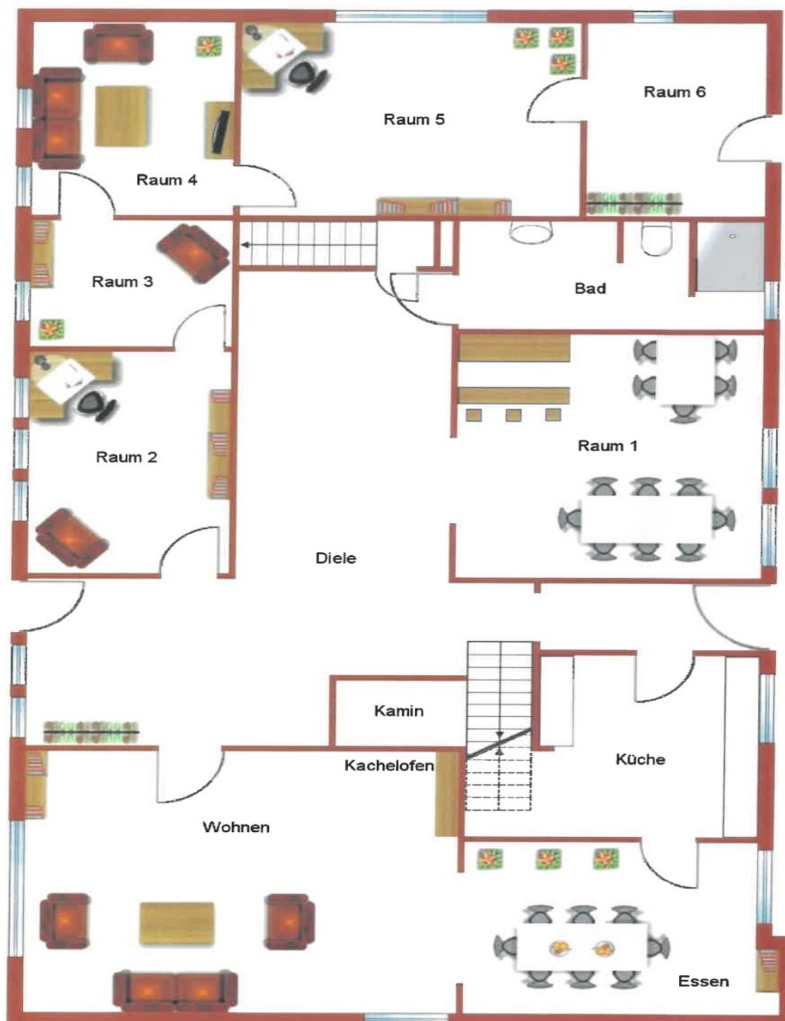 Raum 6
Raum 5
Raum 4
Raum 3
Bad
Raum 1
Raum 2
Diele
Kamin
Küche
Kachelofen
Wohnen
Essen